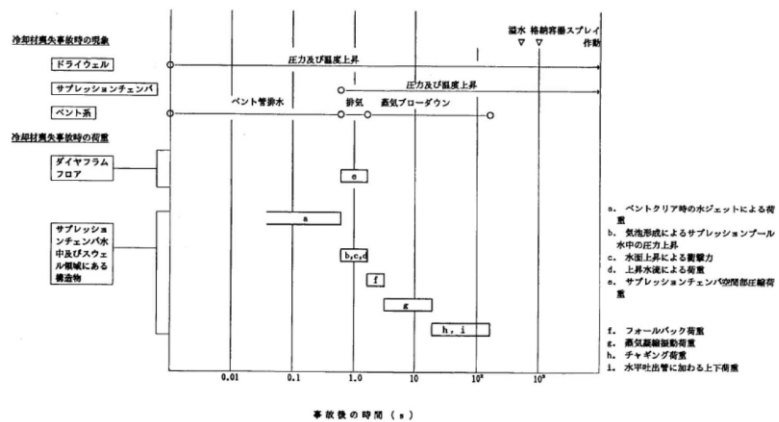 冷却材喪失事故時の現象
溢水 格納容器スプレイ
▽ ▽ 作動
ドライウェル
圧力及び温度上昇
サプレッションチェンバ
圧力及び温度上昇
ベント系
ベント管排水 排気 蒸気ブローダウン
冷却材喪失事故時の荷重
ダイヤフラム
フロア
e
サプレッショ
ンチェンバ水
中及びスウェ
ル領域にある
構造物
a
b,c,d
f
g
h, i
a. ベントクリア時の水ジェットによる荷
重
b. 気泡形成によるサプレッションプール
水中の圧力上昇
c. 水面上昇による衝撃力
d. 上昇水流による荷重
e. サプレッションチェンバ空間部圧縮荷
重
f. フォールバック荷重
g. 蒸気凝縮振動荷重
h. チャギング荷重
i. 水平吐出管に加わる上下荷重
0.01 0.1 1.0 10
事故後の時間 (s)